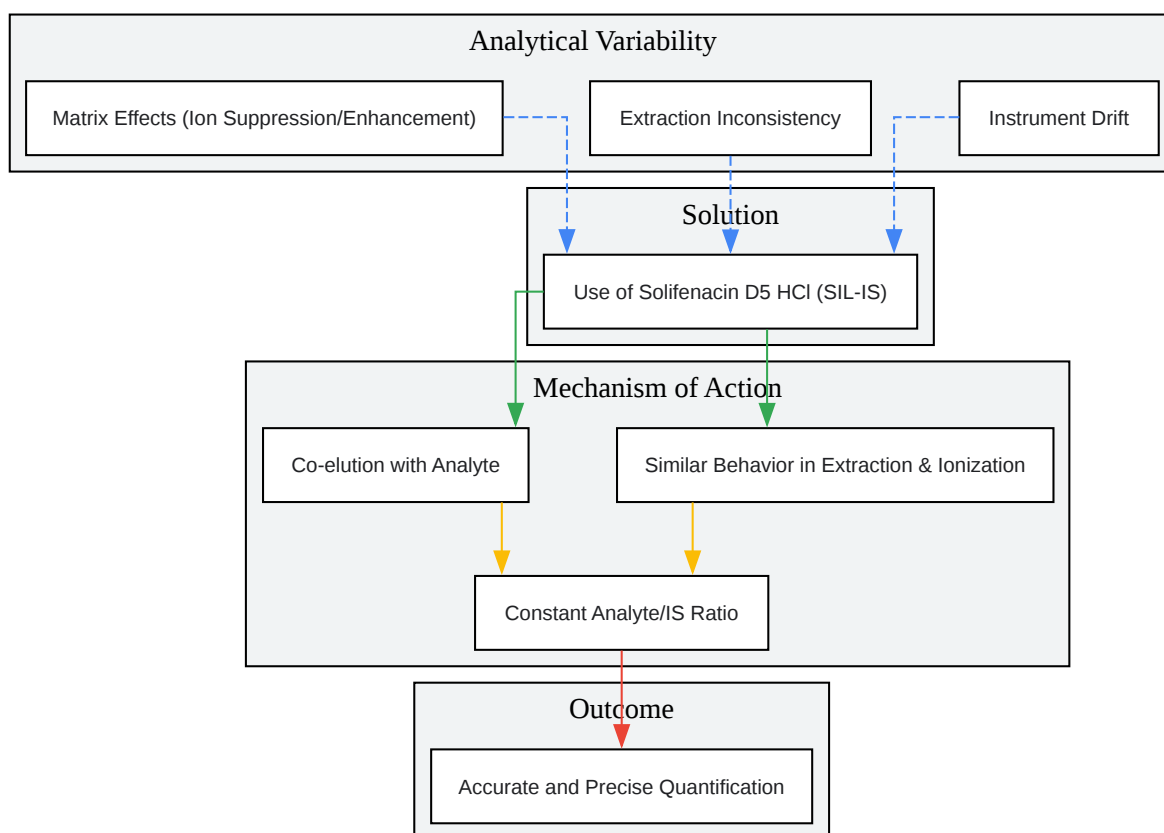 Analytical Variability
Matrix Effects (Ion Suppression/Enhancement)
Extraction Inconsistency
Instrument Drift
Solution
Use of Solifenacin D5 HCl (SIL-IS)
Mechanism of Action
Co-elution with Analyte
Similar Behavior in Extraction & Ionization
Constant Analyte/IS Ratio
Outcome
Accurate and Precise Quantification